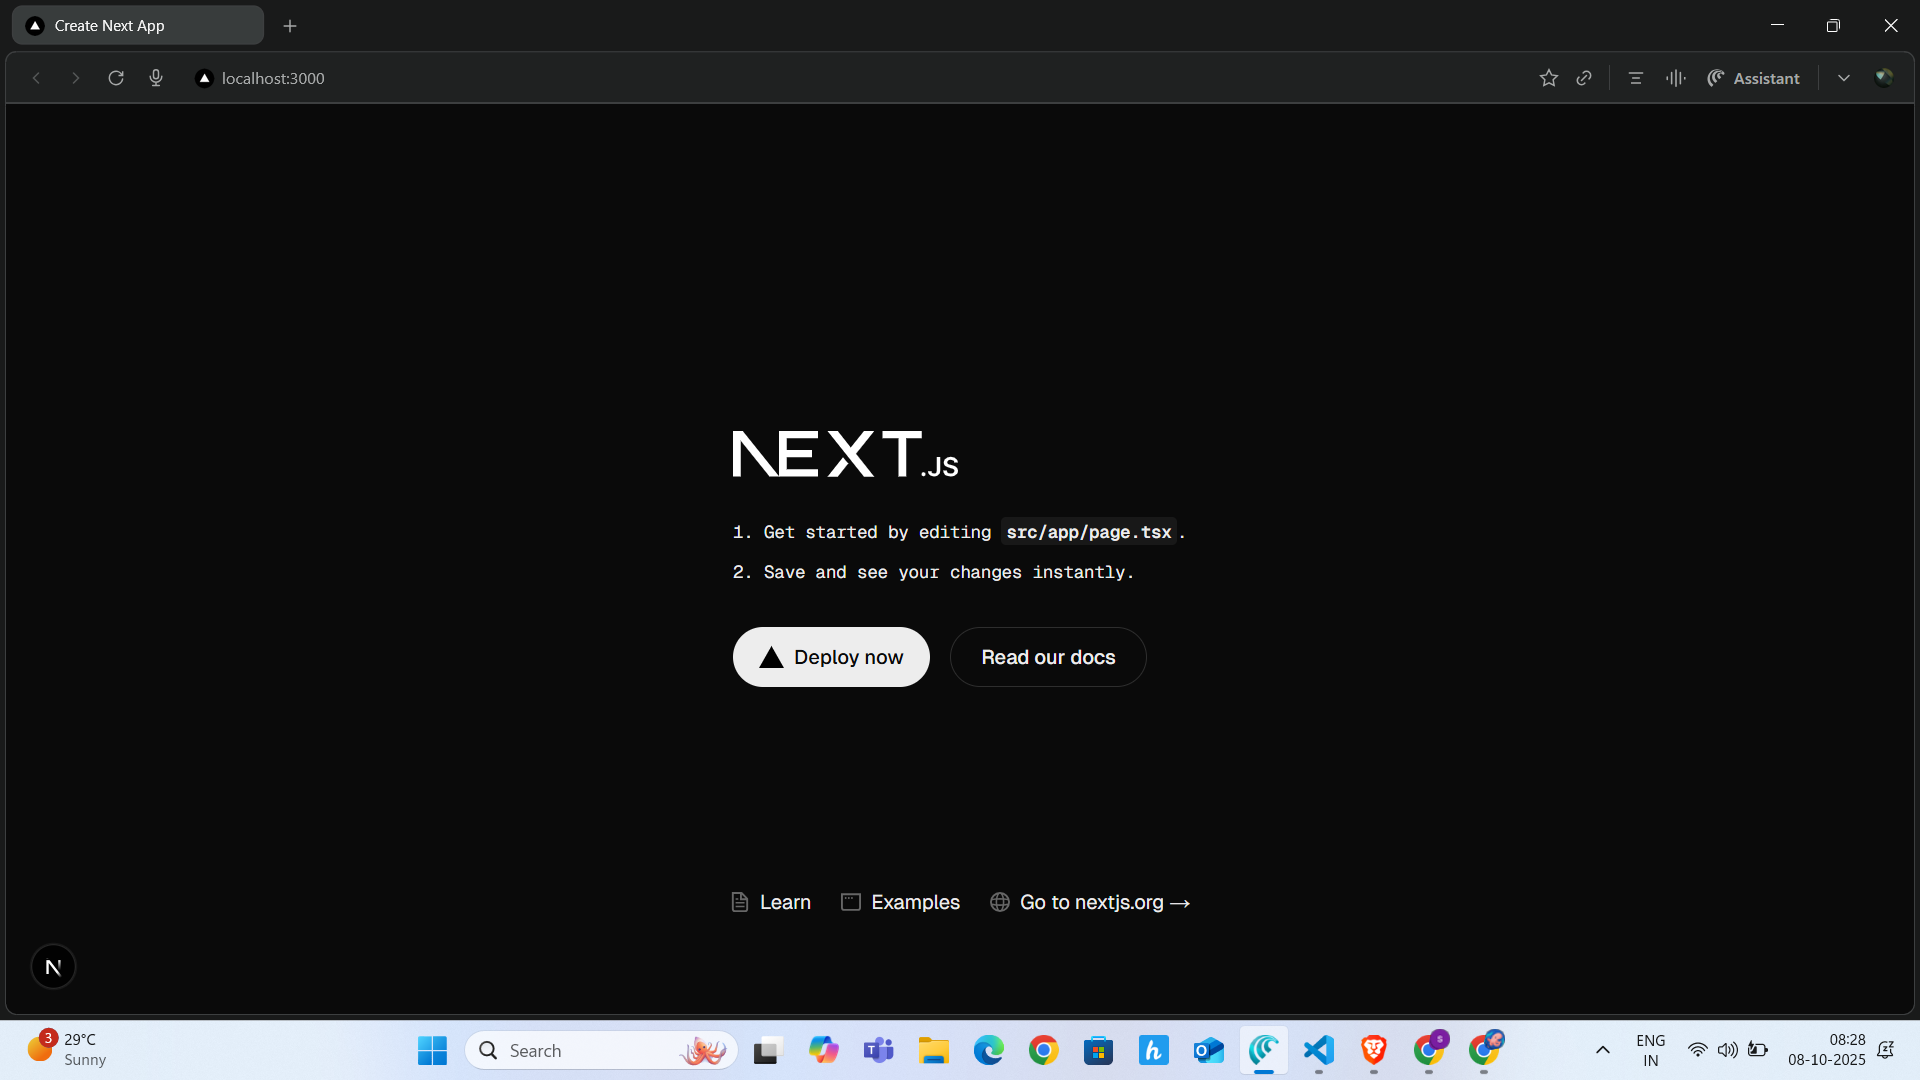 Create Next App
localhost:3000
Assistant
NEXT.JS
1. Get started by editing src/app/page.tsx.
2. Save and see your changes instantly.
Deploy now
Read our docs
Learn
Examples
Go to nextjs.org →
N
3
29°C
Sunny
Search
ENG
IN
08:28
08-10-2025